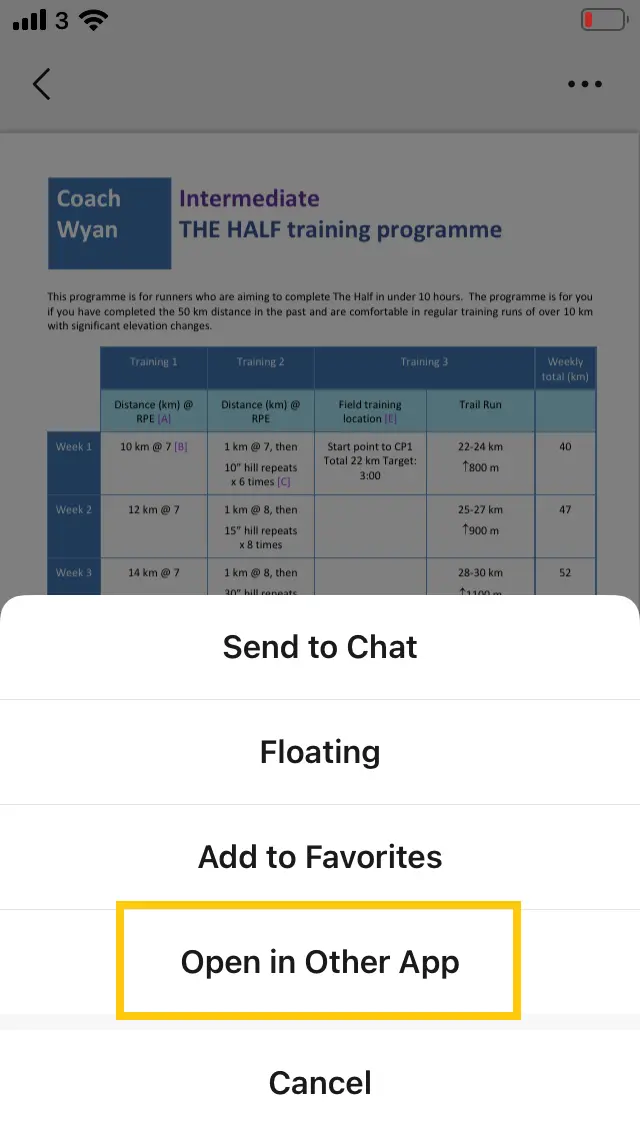 3
Coach
Wyan
Intermediate
THE HALF training programme
This programme is for runners who are aiming to complete The Half in under 10 hours. The programme is for you
if you have completed the 50 km distance in the past and are comfortable in regular training runs of over 10 km
with significant elevation changes.
Training 1 Training 2 Training 3 Weekly
total (km)
Distance (km) @
RPE [A]
Distance (km) @
RPE
Field training
location [E]
Trail Run
Week 1
10 km @ 7 [B]
1 km @ 7, then
10” hill repeats
x 6 times [C]
Start point to CP1
Total 22 km Target:
3:00
22-24 km
↑800 m
40
Week 2
12 km @ 7
1 km @ 8, then
15” hill repeats
x 8 times
25-27 km
↑900 m
47
Week 3
14 km @ 7
1 km @ 8, then
30” hill repeats
28-30 km
↑1100 m
52
Send to Chat
Floating
Add to Favorites
Open in Other App
Cancel